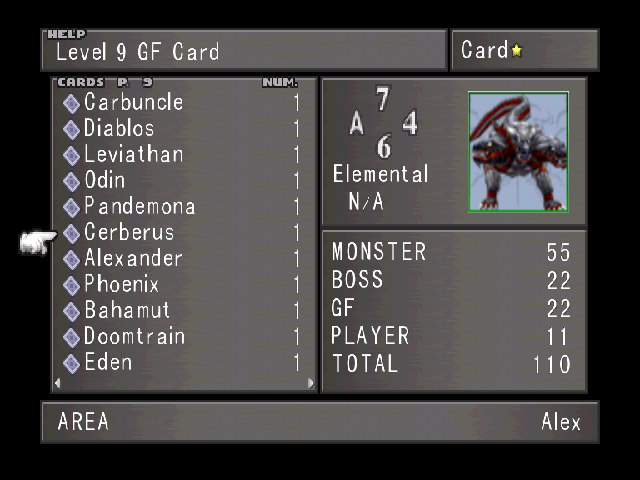 HELP
Level 9 GF Card
Card
CARDS P. 9 NUM.
Carbuncle 1
Diablos 1
Leviathan 1
Odin 1
Pandemona 1
Cerberus 1
Alexander 1
Phoenix 1
Bahamut 1
Doomtrain 1
Eden 1
7
A 4
6
Elemental
N/A
MONSTER 55
BOSS 22
GF 22
PLAYER 11
TOTAL 110
AREA Alex